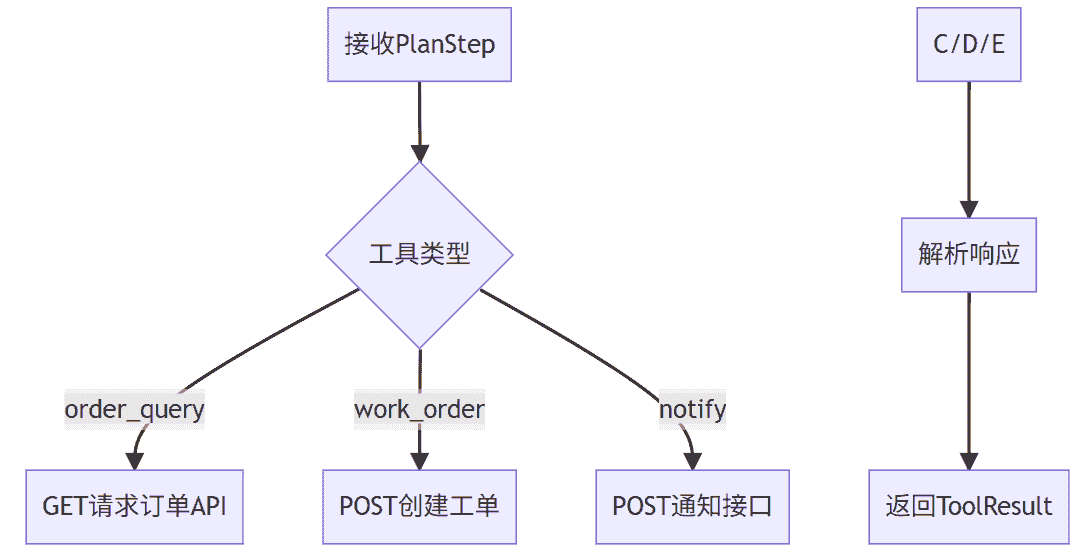 接收PlanStep
C/D/E
工具类型
解析响应
order_query
work_order
notify
GET请求订单API
POST创建工单
POST通知接口
返回ToolResult